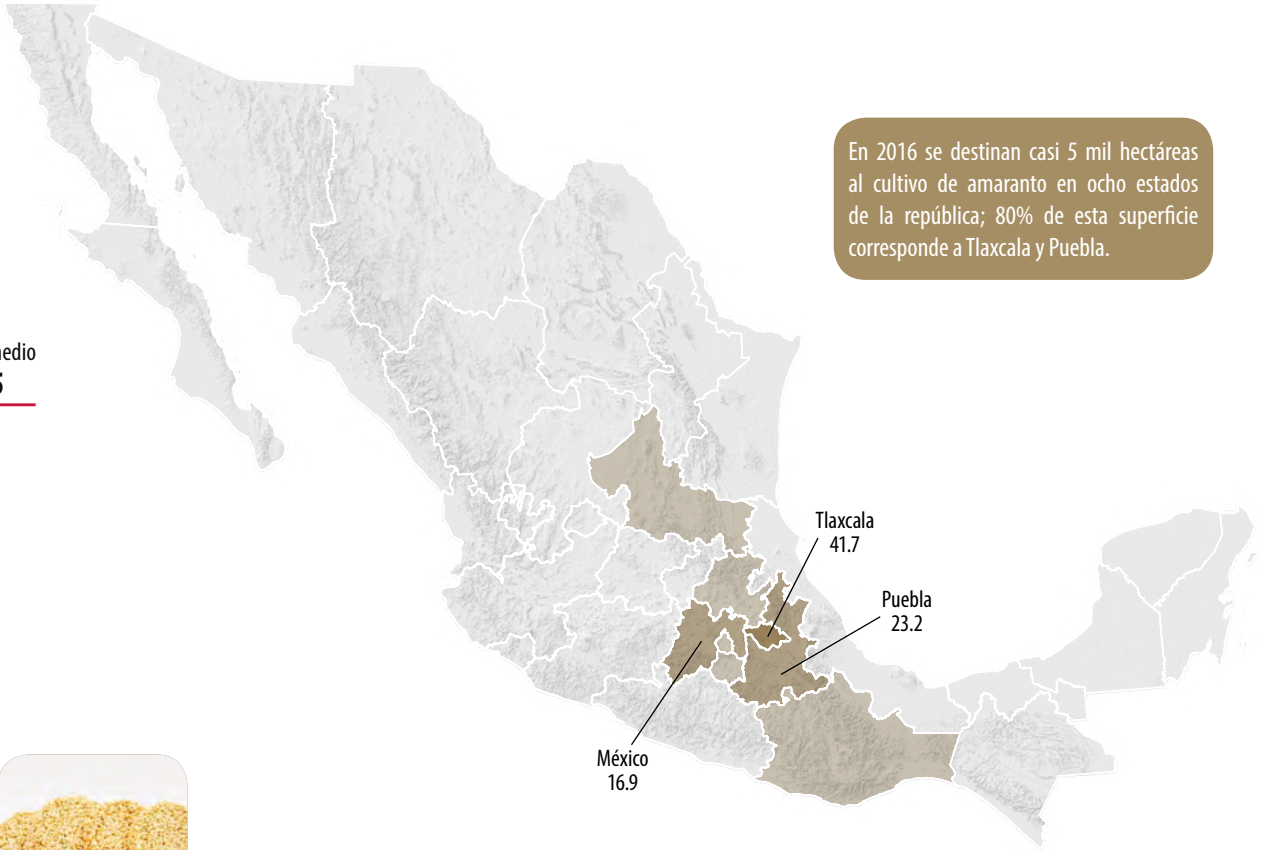 En 2016 se destinan casi 5 mil hectáreas
al cultivo de amaranto en ocho estados
de la república; 80% de esta superficie
corresponde a Tlaxcala y Puebla.
Tlaxcala
41.7
Puebla
23.2
México
16.9